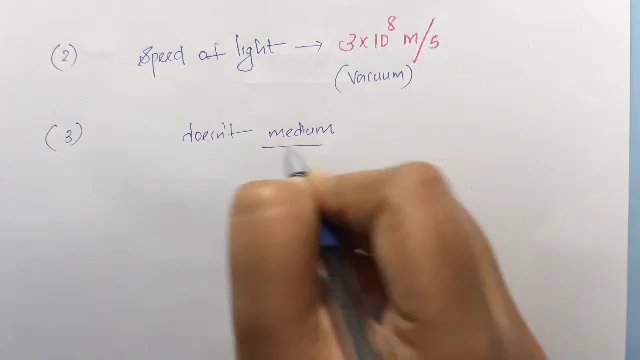 (2) Speed of light → 3 × 10⁸ m/s
(Vacuum)
(3) doesn't medium